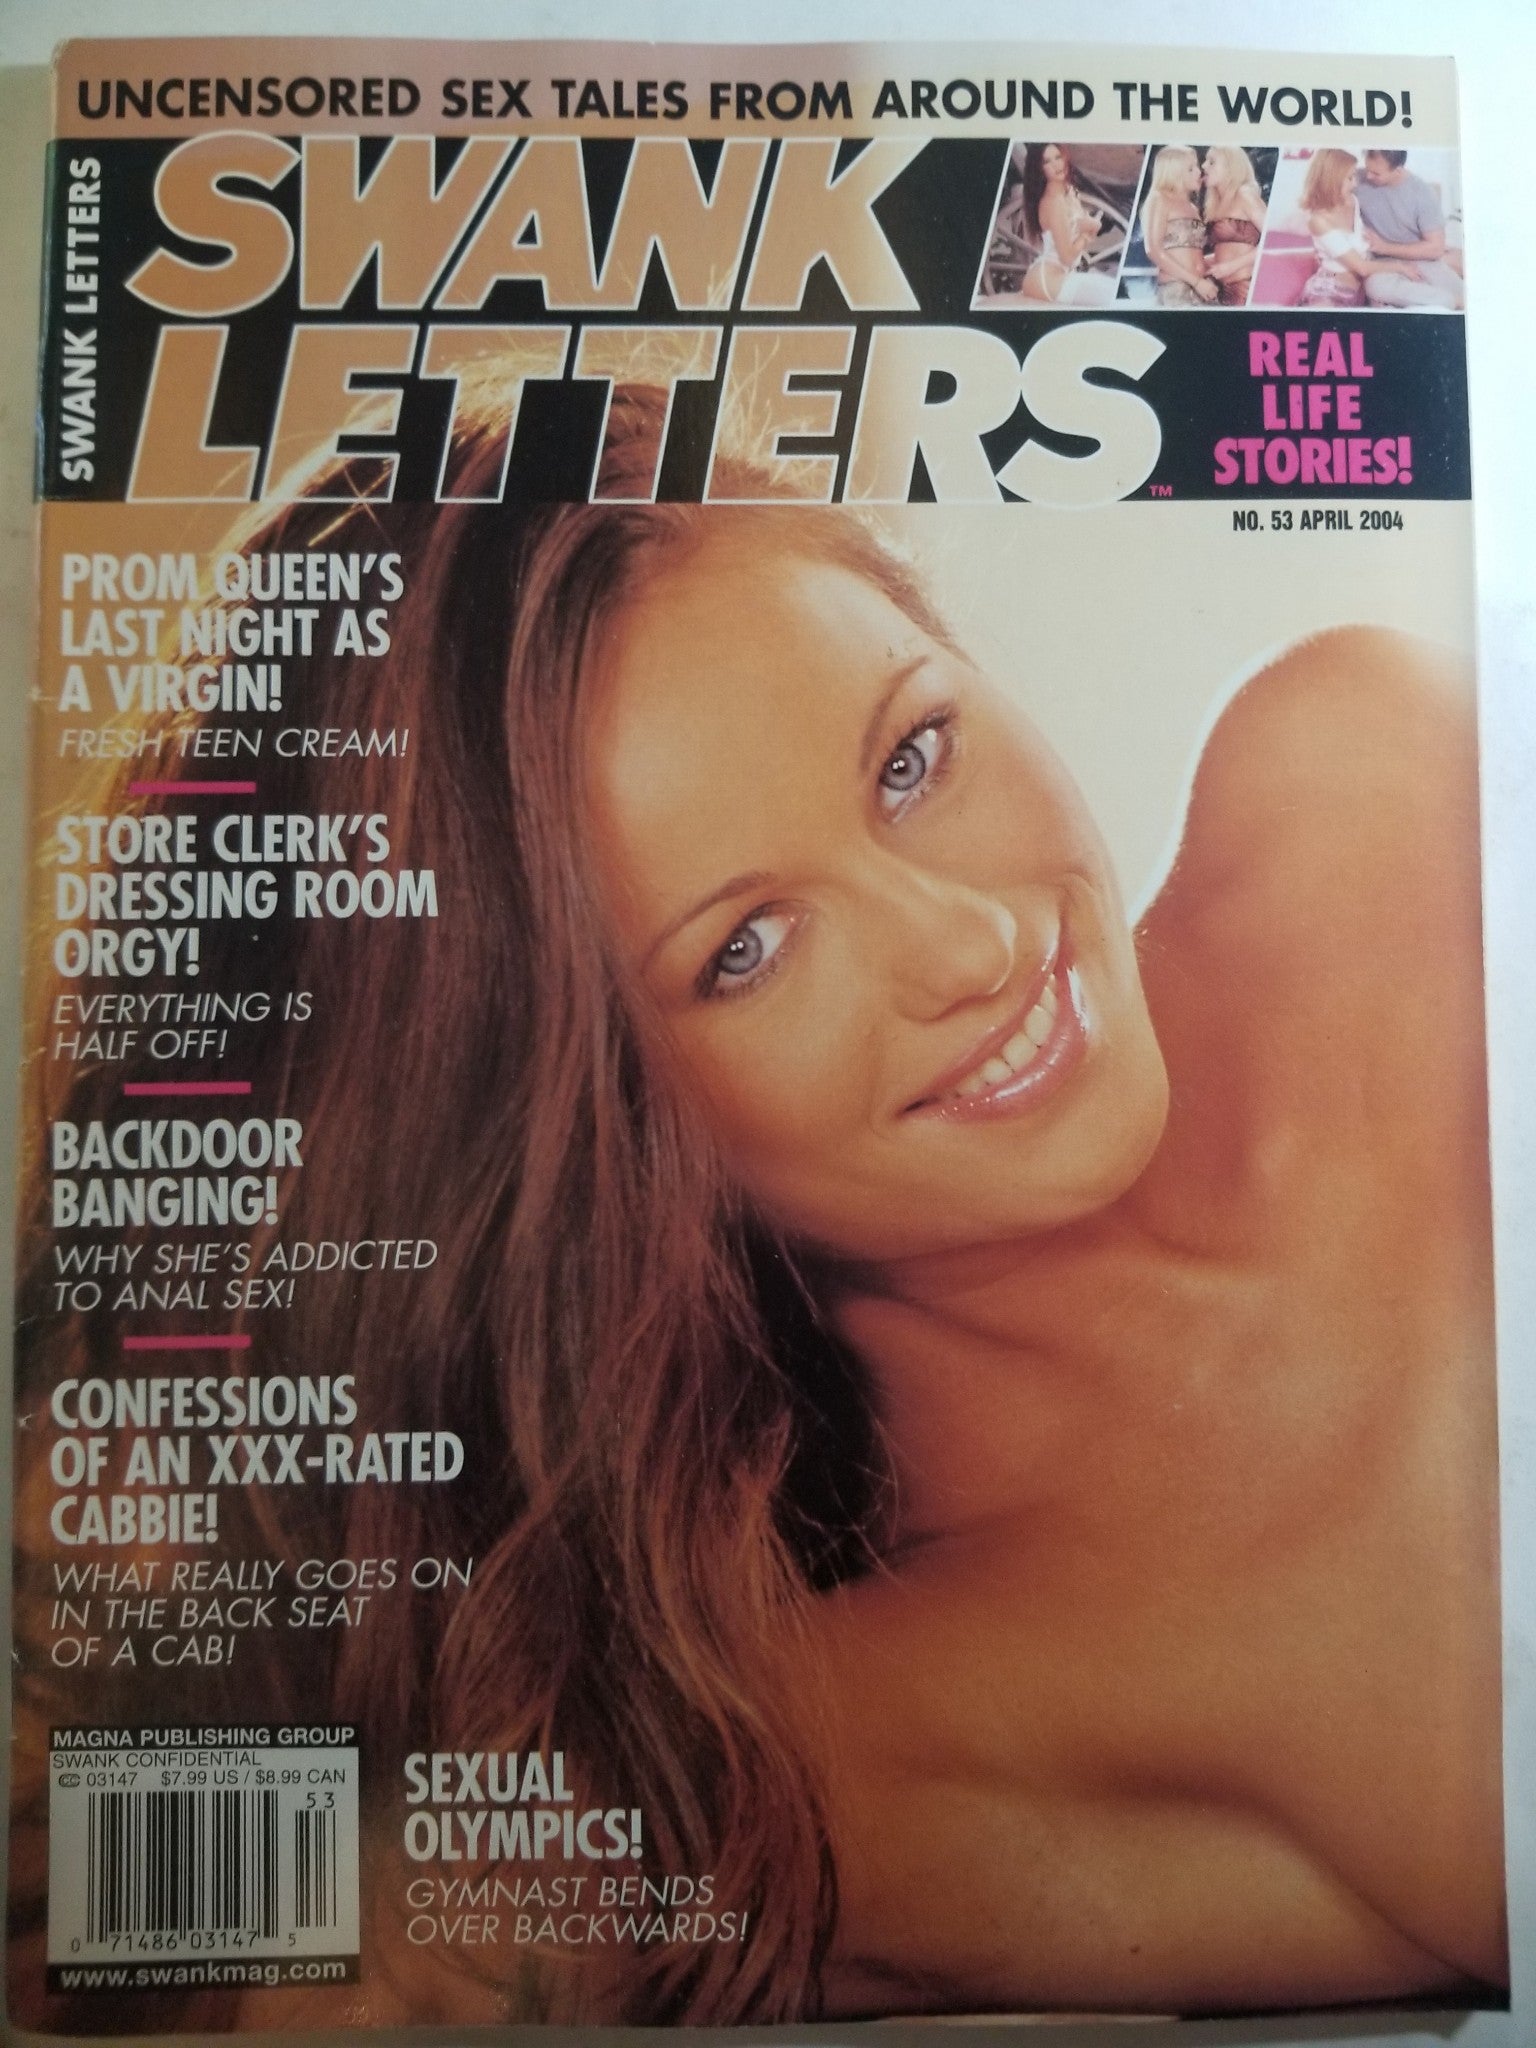 UNCENSORED SEX TALES FROM AROUND THE WORLD!
SWANK LETTERS
SWANK
LETTERS™
REAL
LIFE
STORIES!
NO. 53 APRIL 2004
PROM QUEEN'S
LAST NIGHT AS
A VIRGIN!
FRESH TEEN CREAM!
STORE CLERK'S
DRESSING ROOM
ORGY!
EVERYTHING IS
HALF OFF!
BACKDOOR
BANGING!
WHY SHE'S ADDICTED
TO ANAL SEX!
CONFESSIONS
OF AN XXX-RATED
CABBIE!
WHAT REALLY GOES ON
IN THE BACK SEAT
OF A CAB!
MAGNA PUBLISHING GROUP
SWANK CONFIDENTIAL
CC 03147 $7.99 US / $8.99 CAN
53
0 71486 03147 5
www.swankmag.com
SEXUAL
OLYMPICS!
GYMNAST BENDS
OVER BACKWARDS!